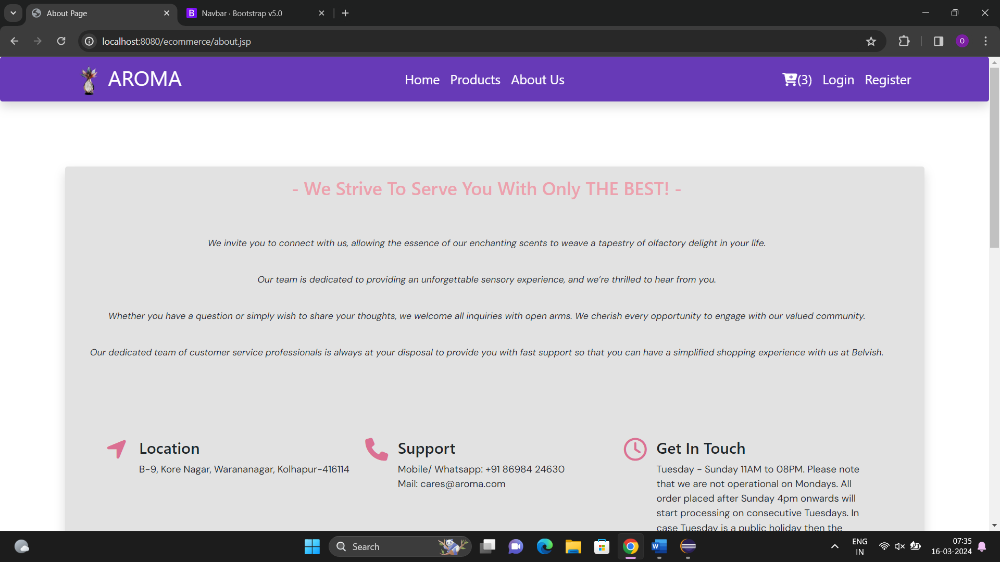 About Page
Navbar · Bootstrap v5.0
localhost:8080/ecommerce/about.jsp
O
AROMA
Home Products About Us
(3) Login Register
- We Strive To Serve You With Only THE BEST! -
We invite you to connect with us, allowing the essence of our enchanting scents to weave a tapestry of olfactory delight in your life.
Our team is dedicated to providing an unforgettable sensory experience, and we’re thrilled to hear from you.
Whether you have a question or simply wish to share your thoughts, we welcome all inquiries with open arms. We cherish every opportunity to engage with our valued community.
Our dedicated team of customer service professionals is always at your disposal to provide you with fast support so that you can have a simplified shopping experience with us at Belvish.
Location
B-9, Kore Nagar, Warananagar, Kolhapur-416114
Support
Mobile/ Whatsapp: +91 86984 24630
Mail: cares@aroma.com
Get In Touch
Tuesday - Sunday 11AM to 08PM. Please note
that we are not operational on Mondays. All
order placed after Sunday 4pm onwards will
start processing on consecutive Tuesdays. In
case Tuesday is a public holiday then the
Search
ENG
IN
07:35
16-03-2024